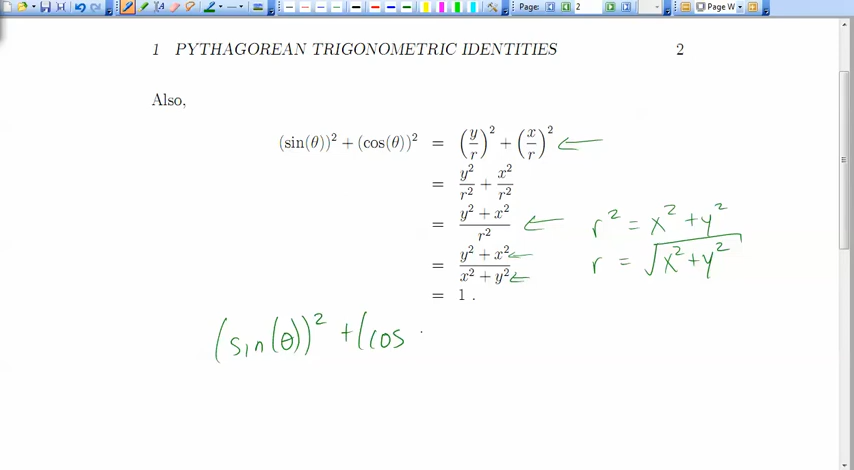 Page: 2 Page W
1 PYTHAGOREAN TRIGONOMETRIC IDENTITIES 2
Also,
(sin(θ))² + (cos(θ))² = (y/r)² + (x/r)²
= y²/r² + x²/r²
= (y² + x²)/r²
r² = x² + y²
= (y² + x²)/(x² + y²)
r = √(x² + y²)
= 1 .
(sin(θ))² + (cos